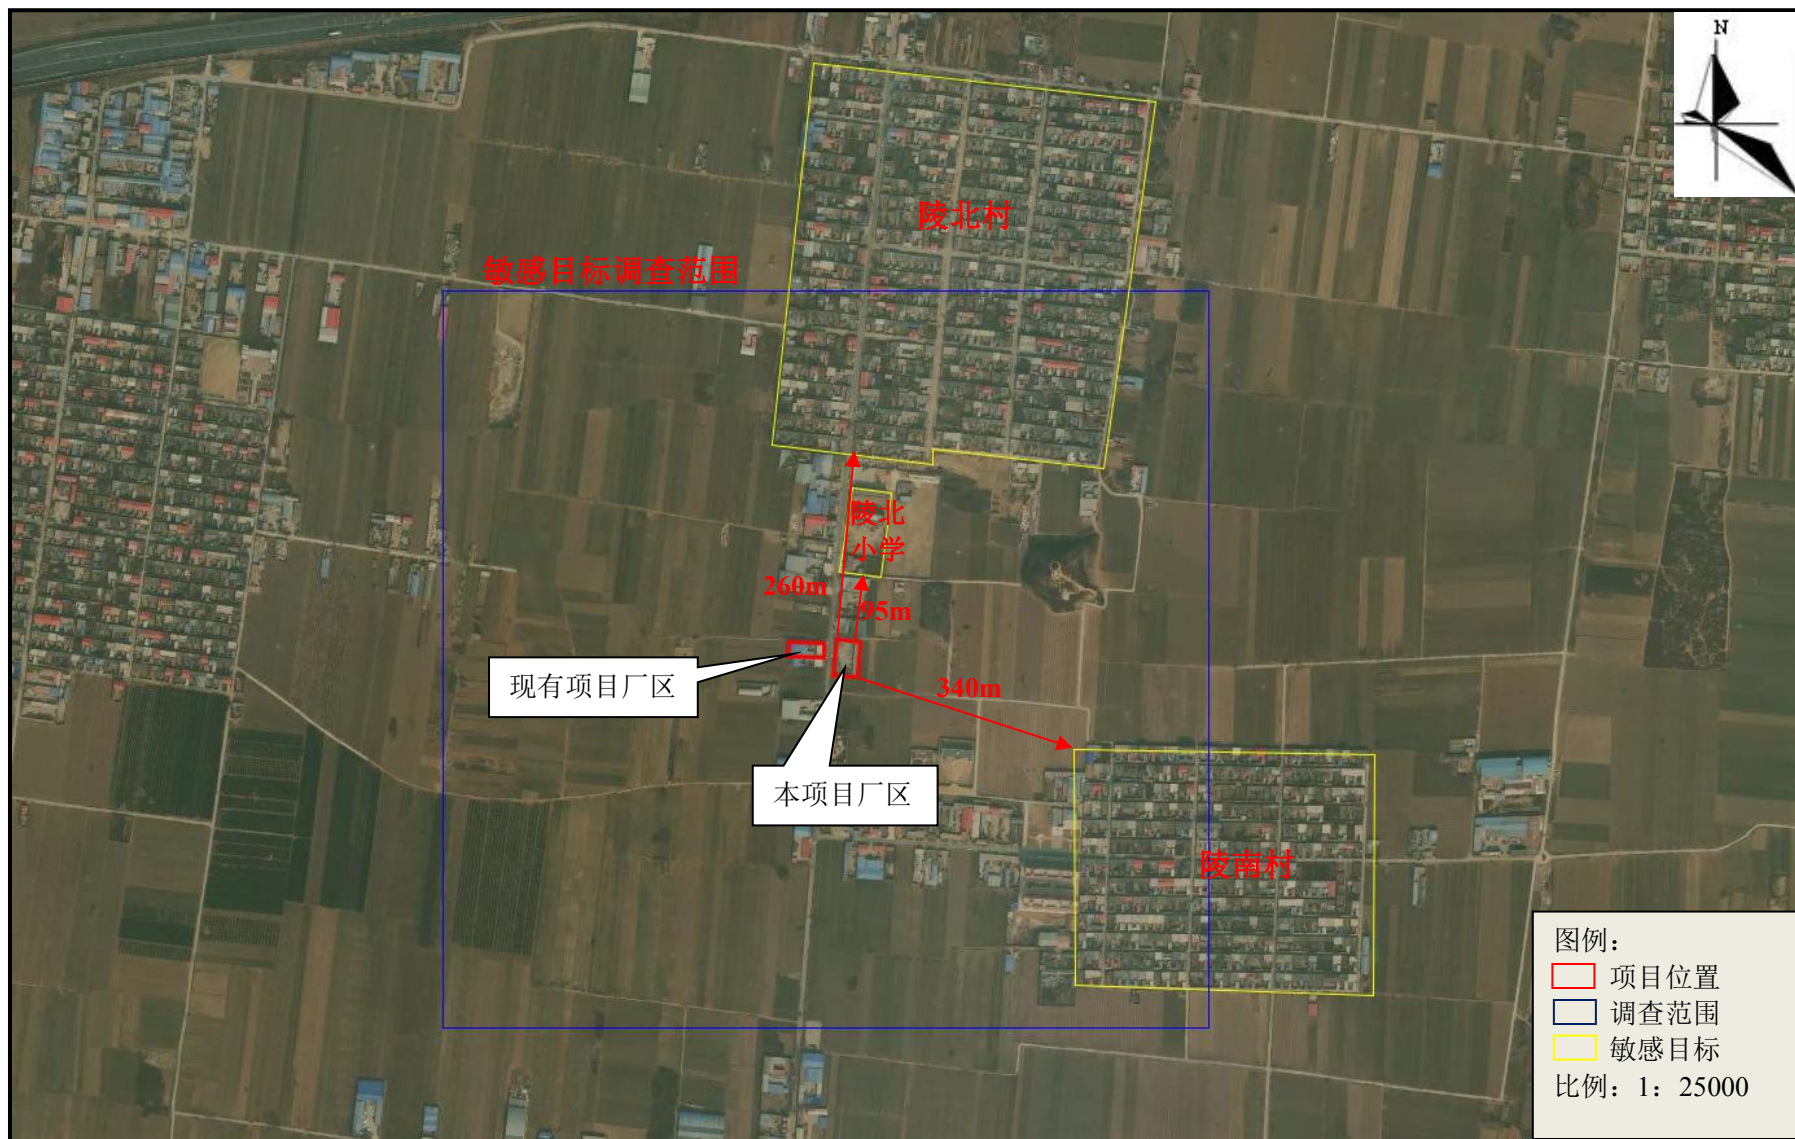 N
陵北村
敏感目标调查范围
陵北
小学
260m
95m
现有项目厂区
340m
本项目厂区
陵南村
图例：
项目位置
调查范围
敏感目标
比例：1：25000